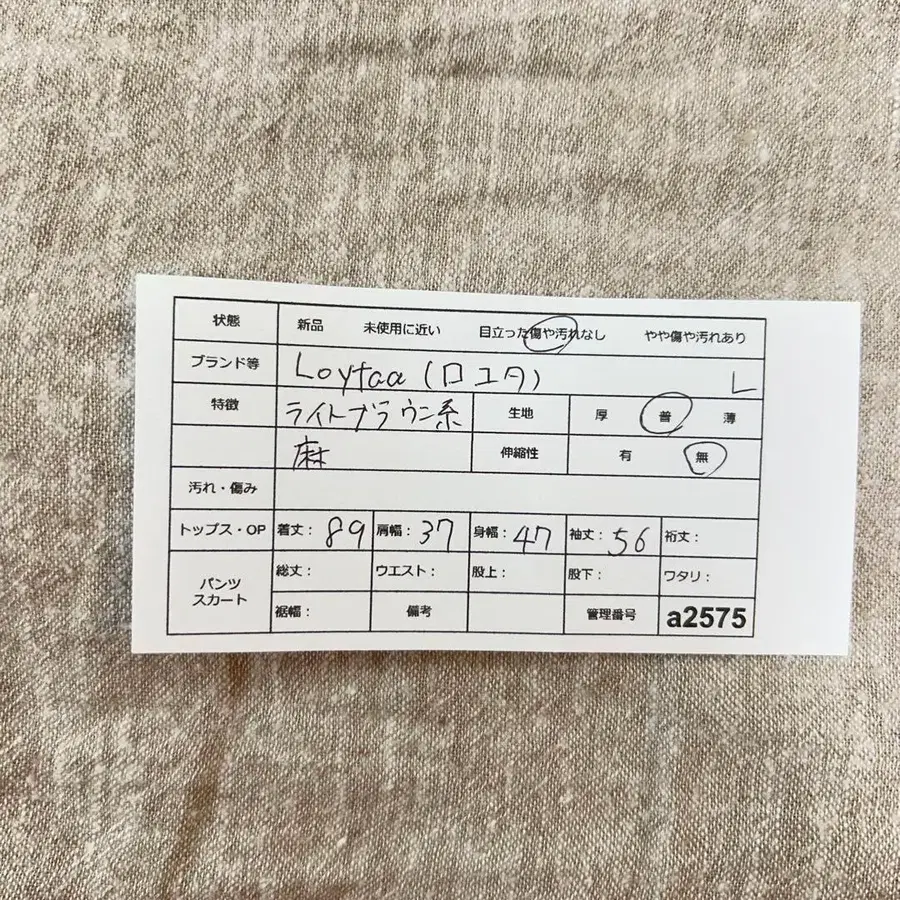 状態 新品 未使用に近い 目立った傷や汚れなし やや傷や汚れあり
ブランド等 Loytaa (ロユタ) L
特徴 ライトブラウン系 生地 厚 普 薄
麻 伸縮性 有 無
汚れ・傷み
トップス・OP 着丈: 89 肩幅: 37 身幅: 47 袖丈: 56 裄丈:
パンツ スカート 総丈: ウエスト: 股上: 股下: ワタリ:
裾幅: 備考 管理番号 a2575